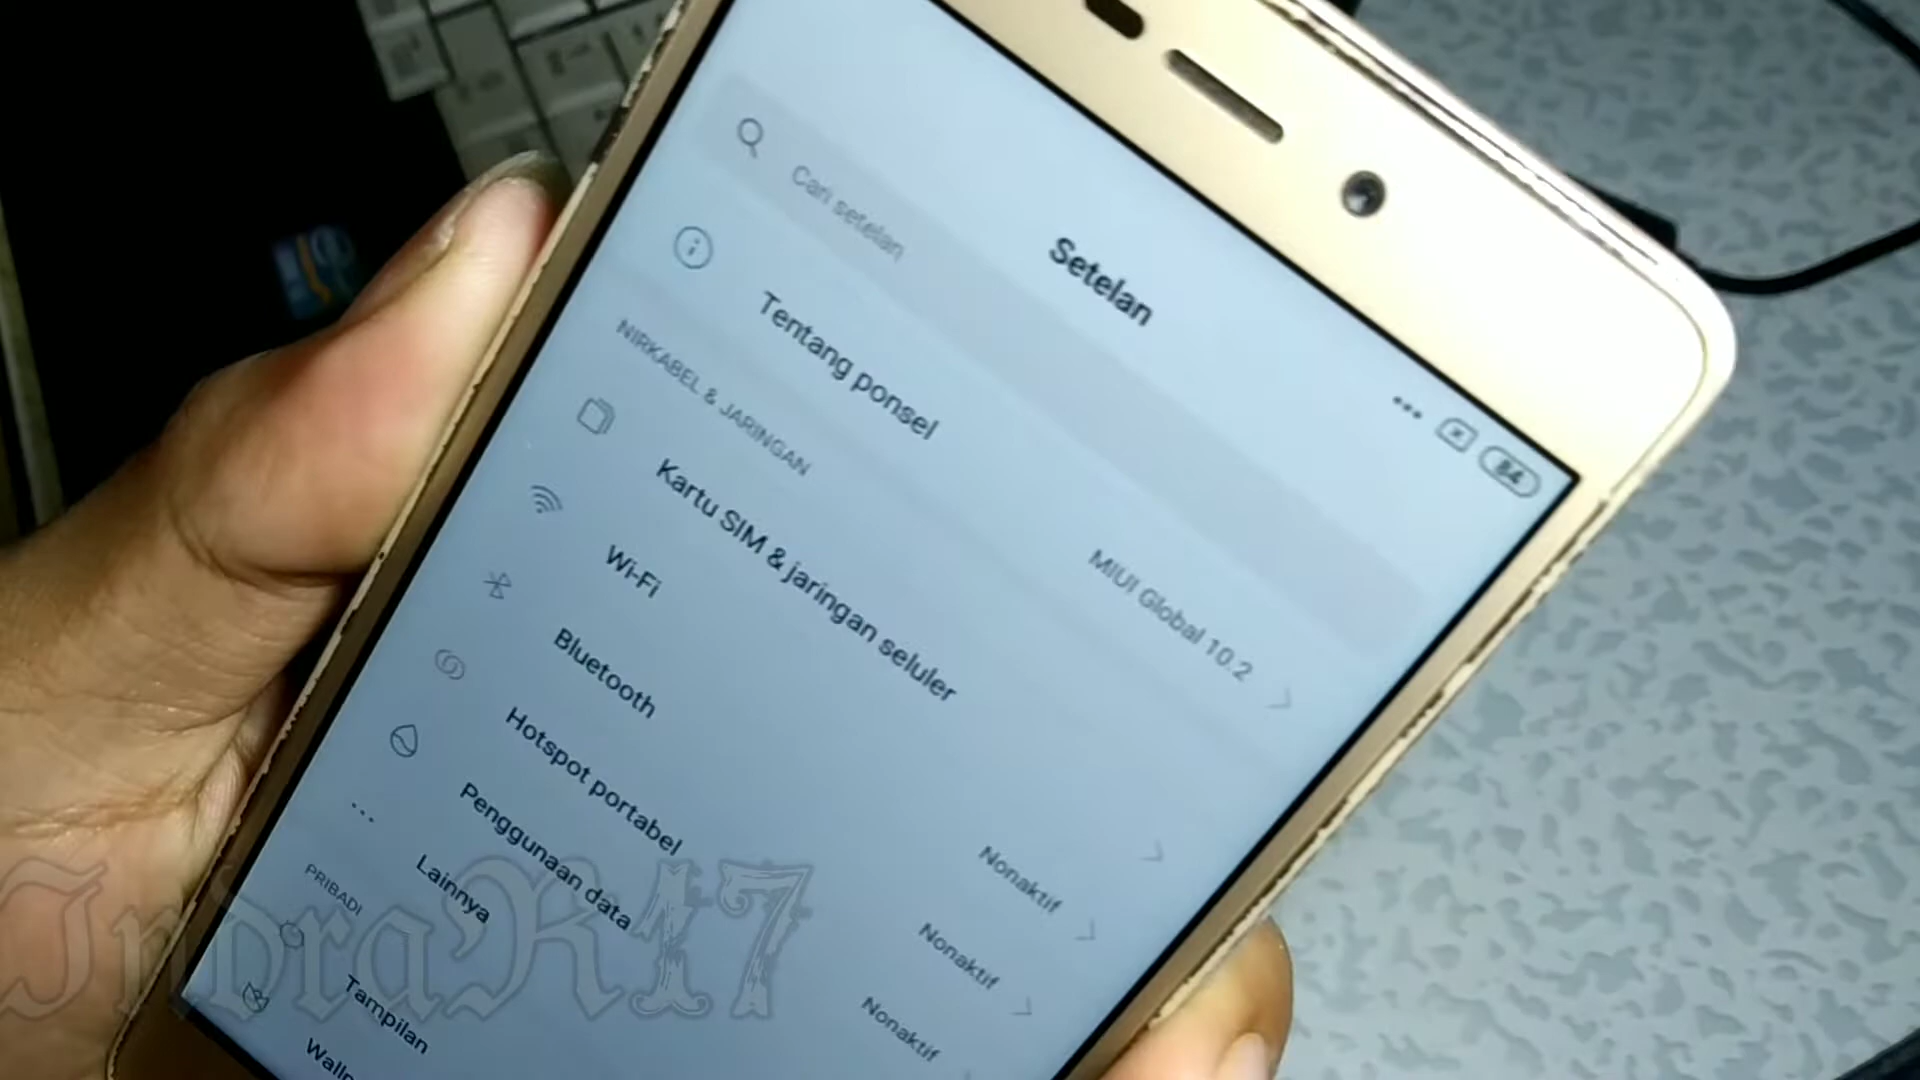 84
Setelan
Cari setelan
Tentang ponsel
MIUI Global 10.2
NIRKABEL & JARINGAN
Kartu SIM & jaringan seluler
Wi-Fi
Nonaktif
Bluetooth
Nonaktif
Hotspot portabel
Nonaktif
Penggunaan data
Lainnya
PRIBADI
Tampilan
IndraR17